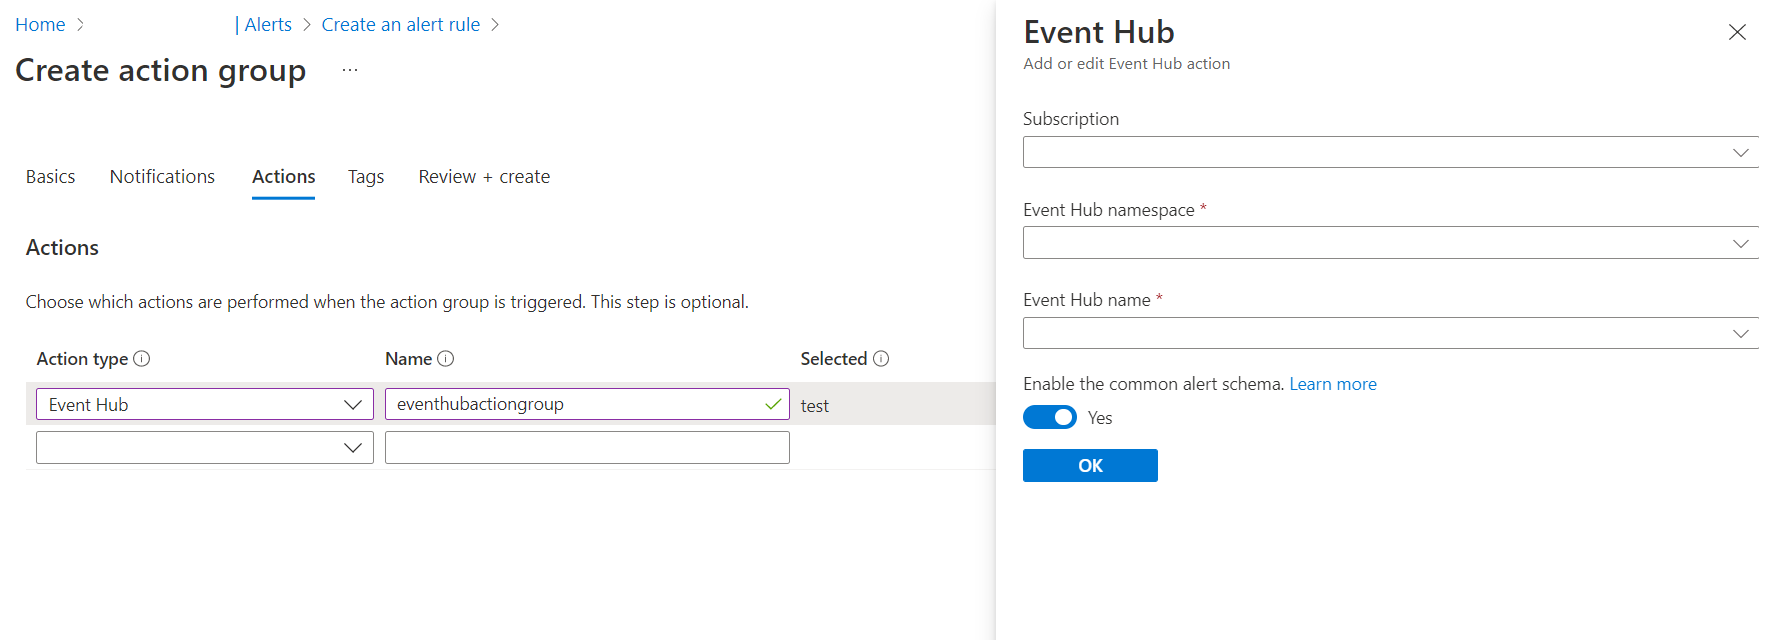 Home > | Alerts > Create an alert rule >
Create action group ...
Basics Notifications Actions Tags Review + create
Actions
Choose which actions are performed when the action group is triggered. This step is optional.
Action type Name Selected
Event Hub eventhubactiongroup test
Event Hub
Add or edit Event Hub action
Subscription
Event Hub namespace *
Event Hub name *
Enable the common alert schema. Learn more
Yes
OK